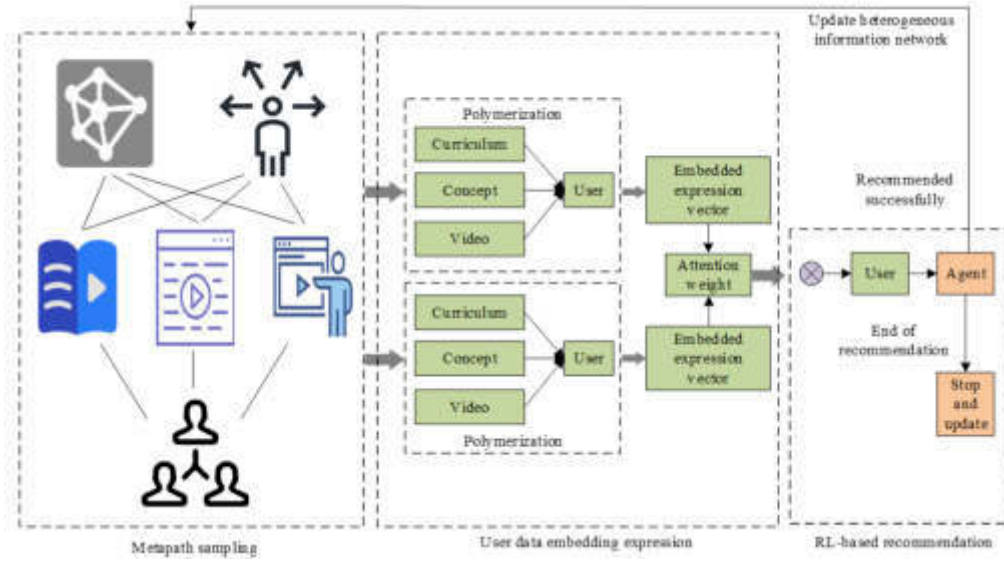 Update heterogeneous
information network
Polymerization
Curriculum
Concept
Video
User
Embedded
expression
vector
Recommended
successfully
Attention
weight
User
Agent
Curriculum
Concept
Video
User
Polymerization
Embedded
expression
vector
End of
recommendation
Stop
and
update
Metapath sampling
User data embedding expression
RL-based recommendation